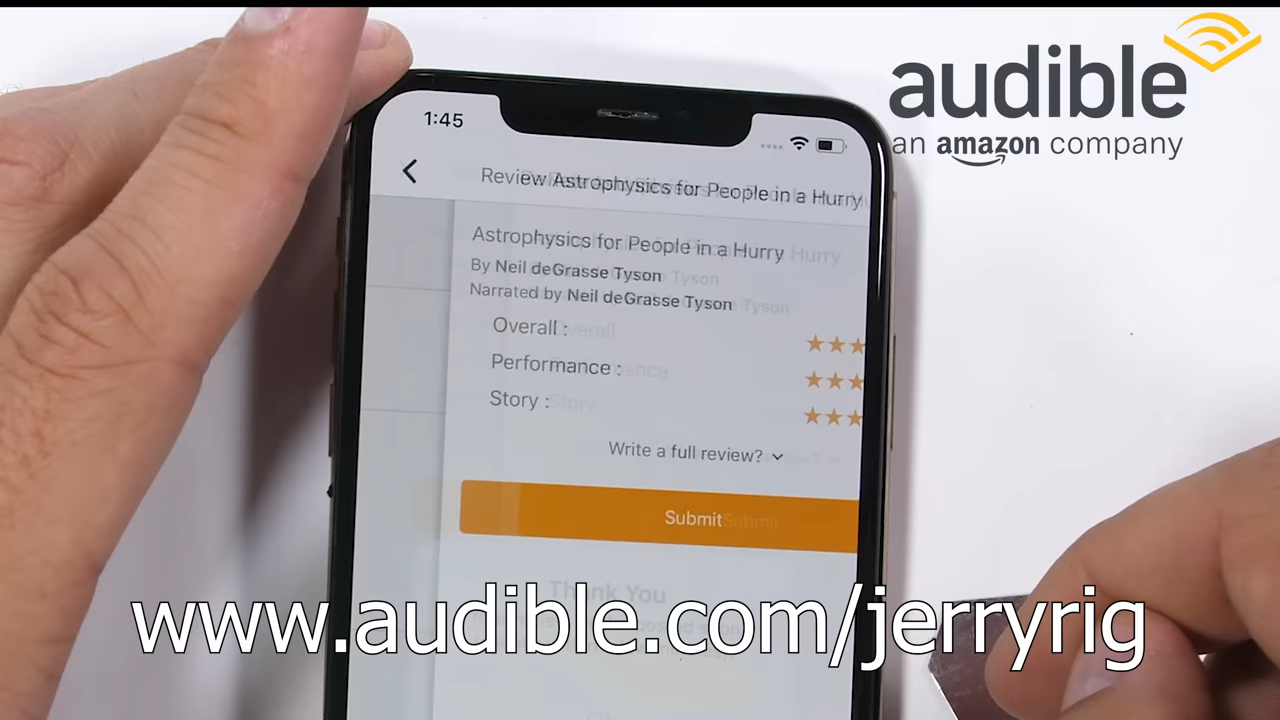 audible
an amazon company
1:45
Review Astrophysics for People in a Hurry
Astrophysics for People in a Hurry
By Neil deGrasse Tyson
Narrated by Neil deGrasse Tyson
Overall :
Performance :
Story :
Write a full review?
Submit
Thank You
www.audible.com/jerryrig